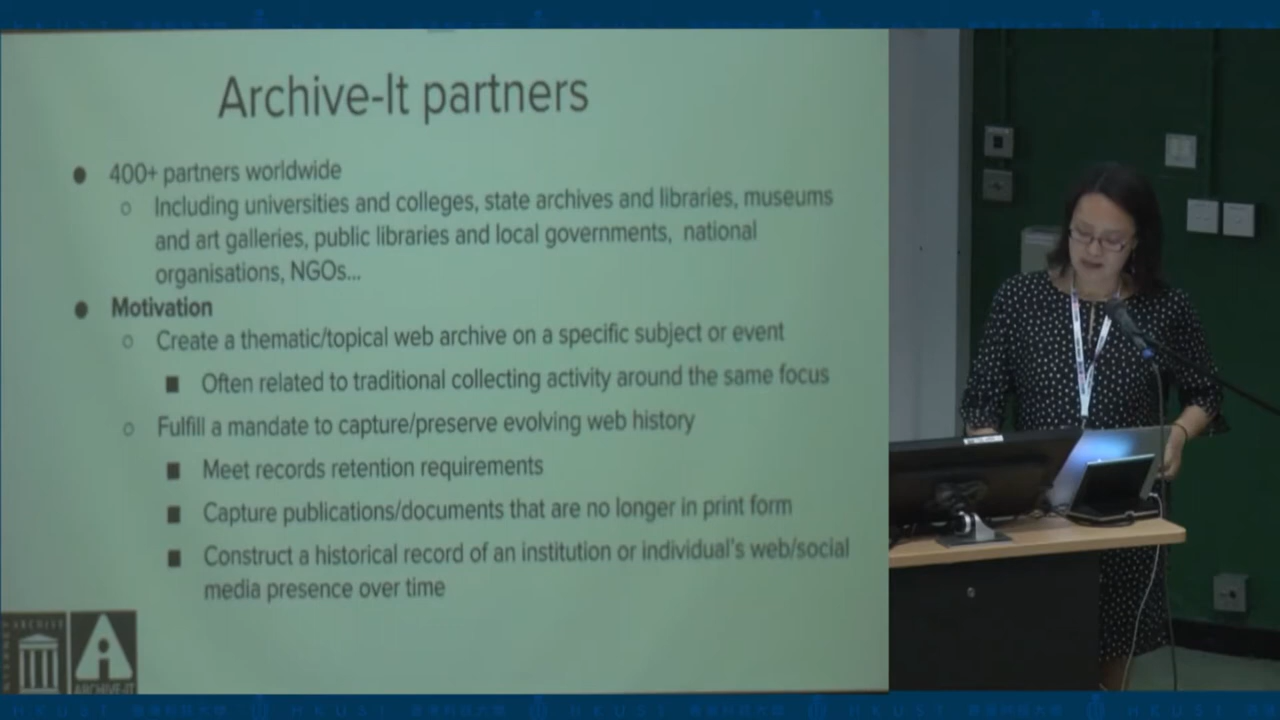 Archive-It partners
● 400+ partners worldwide
○ Including universities and colleges, state archives and libraries, museums
and art galleries, public libraries and local governments, national
organisations, NGOs...
● Motivation
○ Create a thematic/topical web archive on a specific subject or event
■ Often related to traditional collecting activity around the same focus
○ Fulfill a mandate to capture/preserve evolving web history
■ Meet records retention requirements
■ Capture publications/documents that are no longer in print form
■ Construct a historical record of an institution or individual's web/social
media presence over time
ARCHIVE-IT